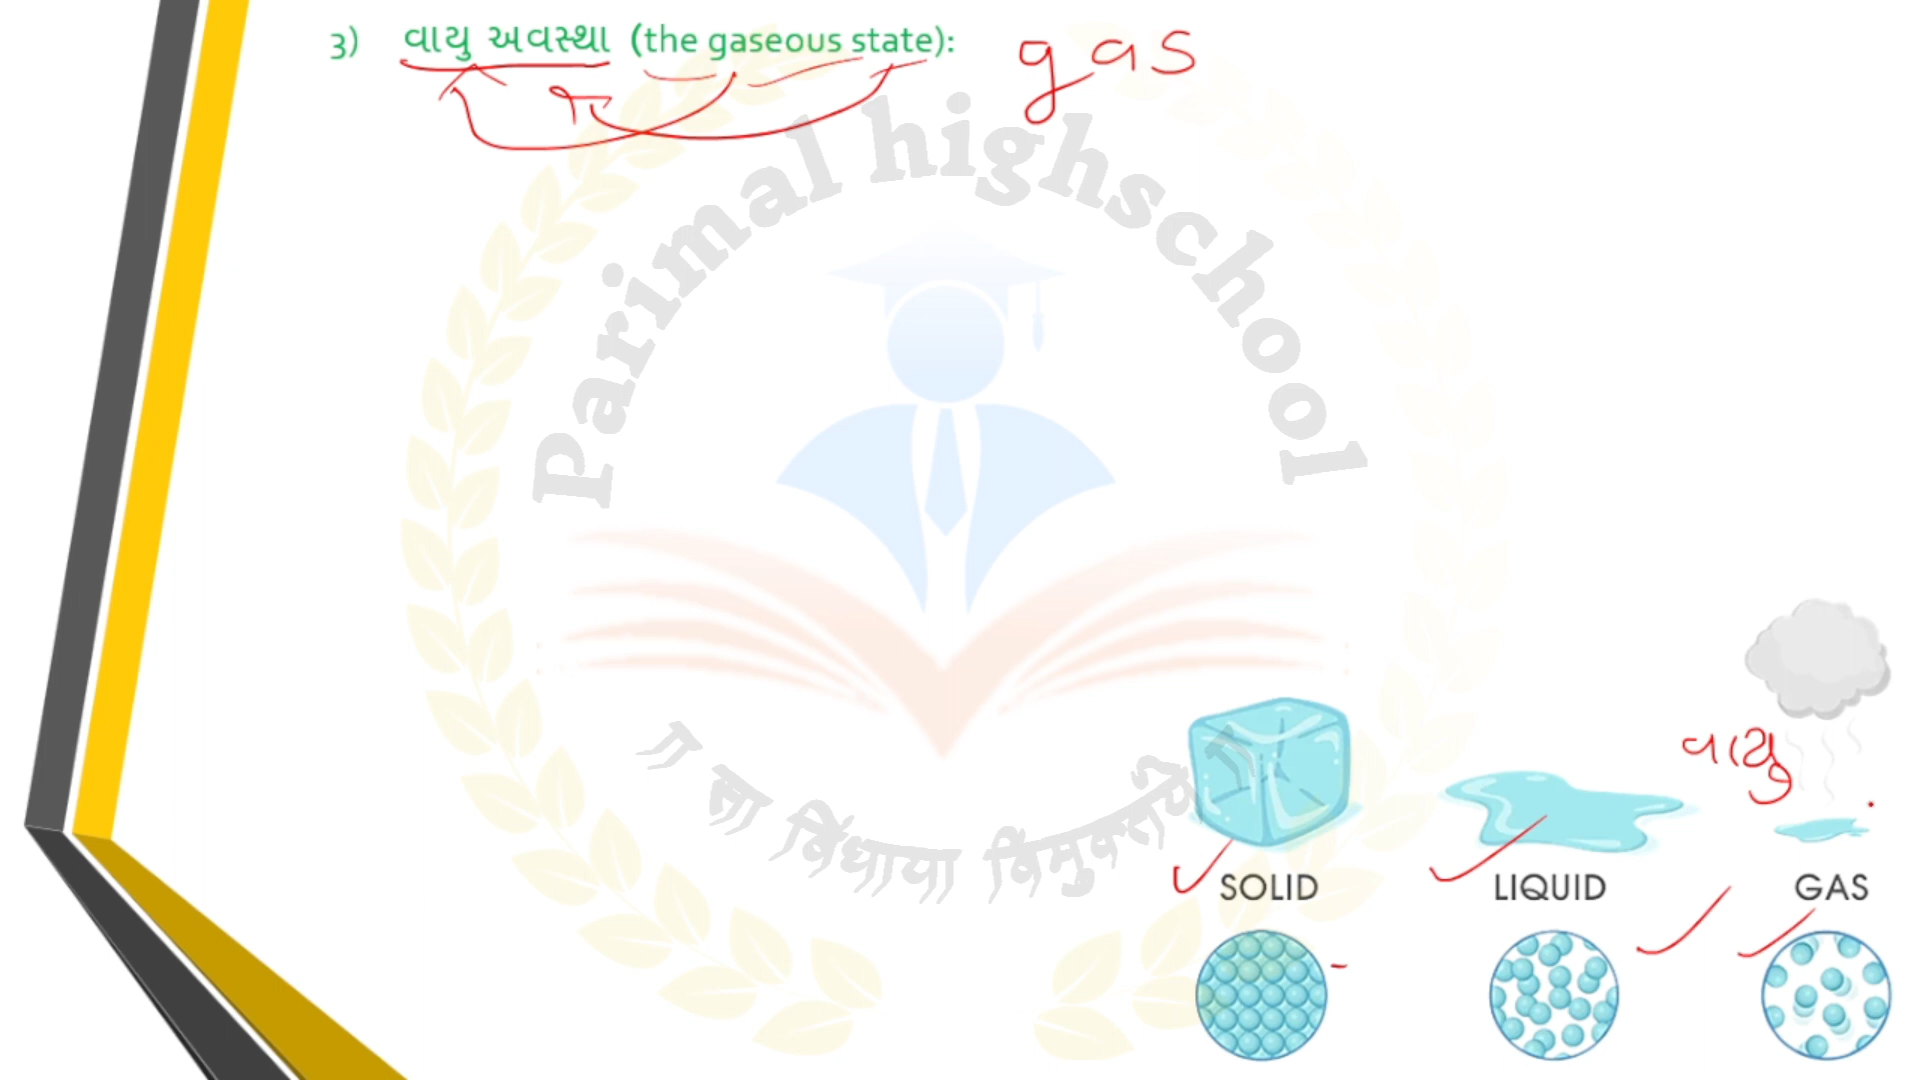 3) વાયુ અવસ્થા (the gaseous state):
gas
Parimal highschool
વાયુ
SOLID LIQUID GAS